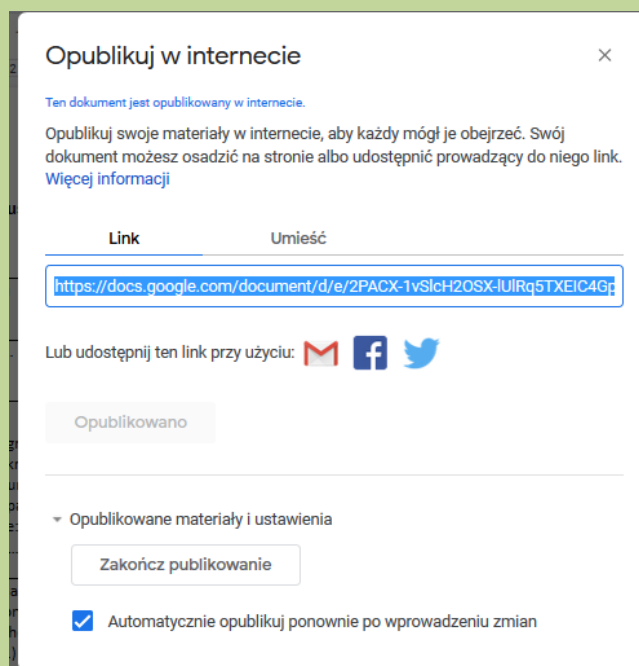 Opublikuj w internecie
Ten dokument jest opublikowany w internecie.
Opublikuj swoje materiały w internecie, aby każdy mógł je obejrzeć. Swój
dokument możesz osadzić na stronie albo udostępnić prowadzący do niego link.
Więcej informacji
Link Umieść
https://docs.google.com/document/d/e/2PACX-1vSlcH2OSX-lUlRq5TXEIC4Gp
Lub udostępnij ten link przy użyciu:
Opublikowano
Opublikowane materiały i ustawienia
Zakończ publikowanie
Automatycznie opublikuj ponownie po wprowadzeniu zmian